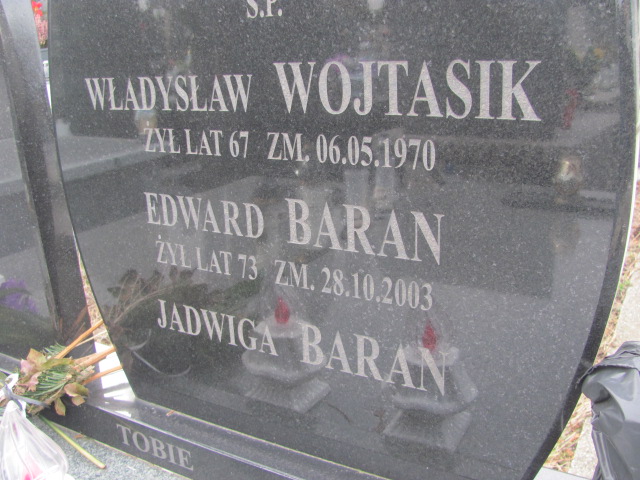 Ś.P.
WŁADYSŁAW WOJTASIK
ŻYŁ LAT 67 ZM. 06.05.1970
EDWARD BARAN
ŻYŁ LAT 73 ZM. 28.10.2003
JADWIGA BARAN
TOBIE